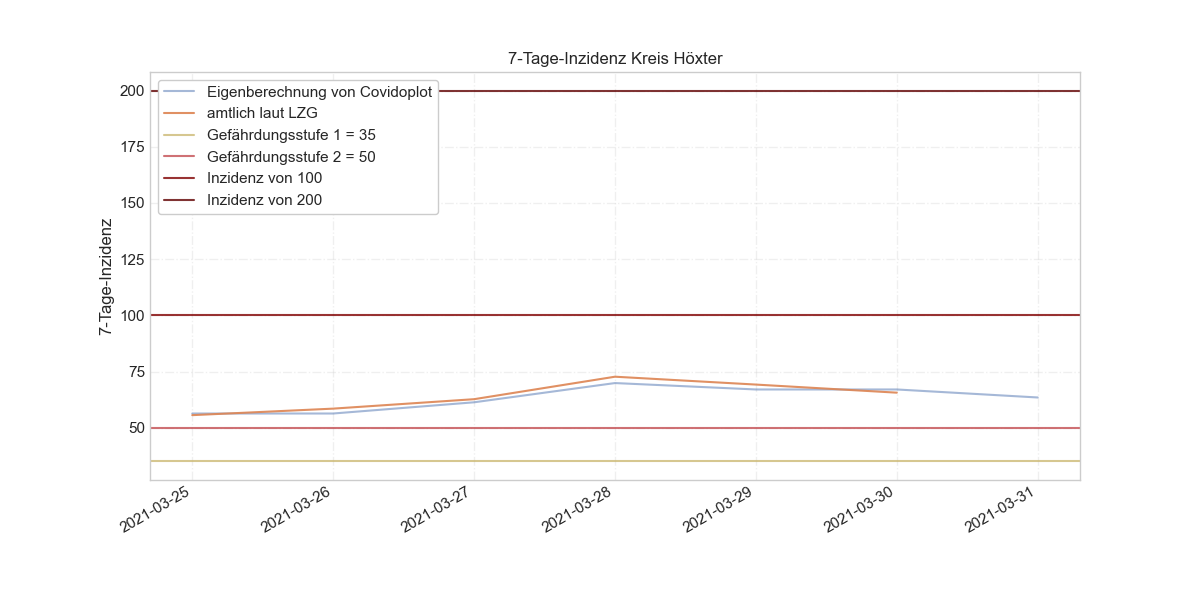 7-Tage-Inzidenz Kreis Höxter
Eigenberechnung von Covidoplot
amtlich laut LZG
Gefährdungsstufe 1 = 35
Gefährdungsstufe 2 = 50
Inzidenz von 100
Inzidenz von 200
7-Tage-Inzidenz
200
175
150
125
100
75
50
2021-03-25
2021-03-26
2021-03-27
2021-03-28
2021-03-29
2021-03-30
2021-03-31